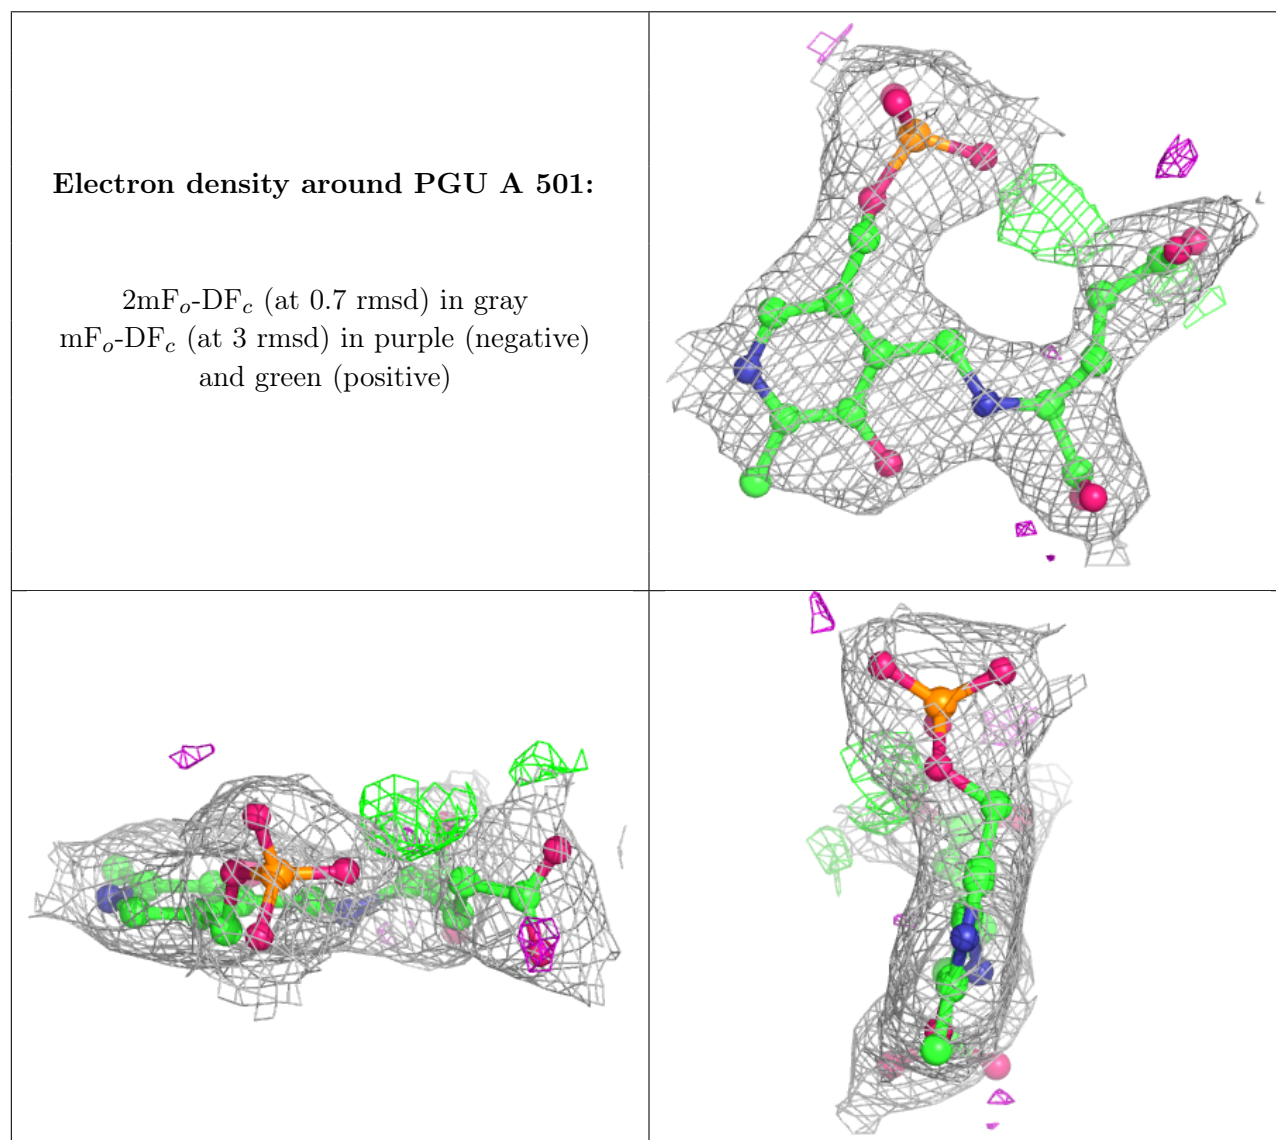 Electron density around PGU A 501:
2mFo-DFc (at 0.7 rmsd) in gray
mFo-DFc (at 3 rmsd) in purple (negative)
and green (positive)